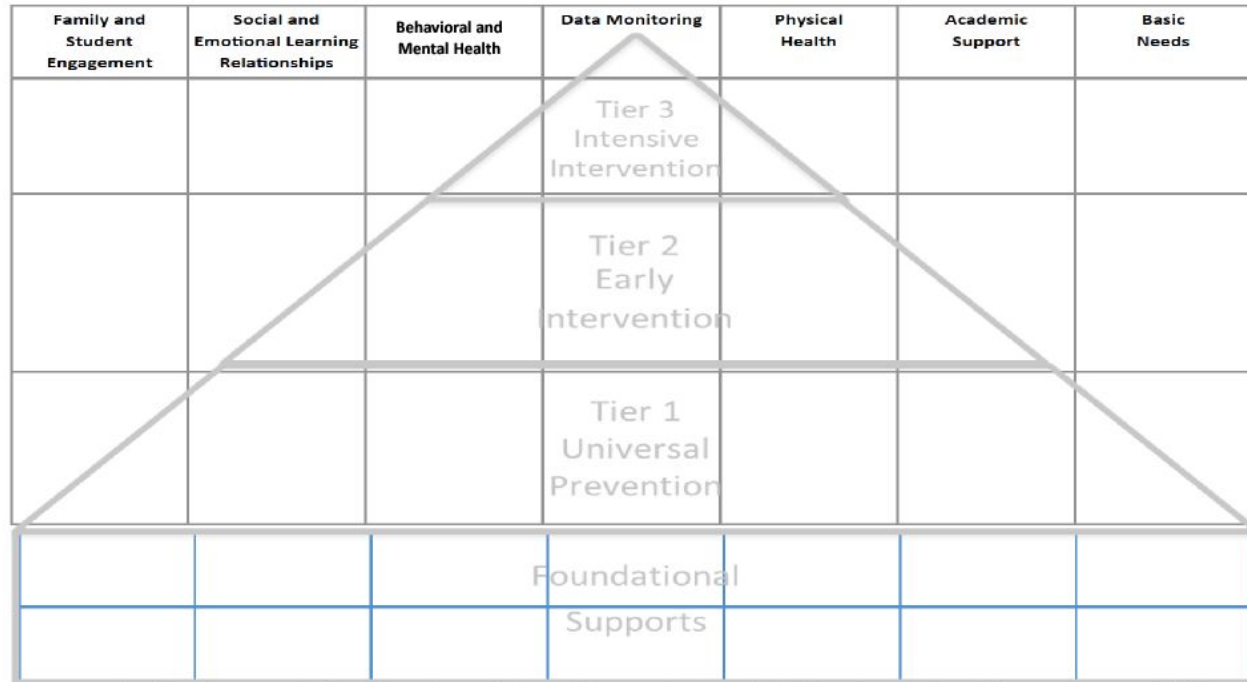 Family and
Student
Engagement
Social and
Emotional Learning
Relationships
Behavioral and
Mental Health
Data Monitoring
Physical
Health
Academic
Support
Basic
Needs
Tier 3
Intensive
Intervention
Tier 2
Early
Intervention
Tier 1
Universal
Prevention
Foundational
Supports